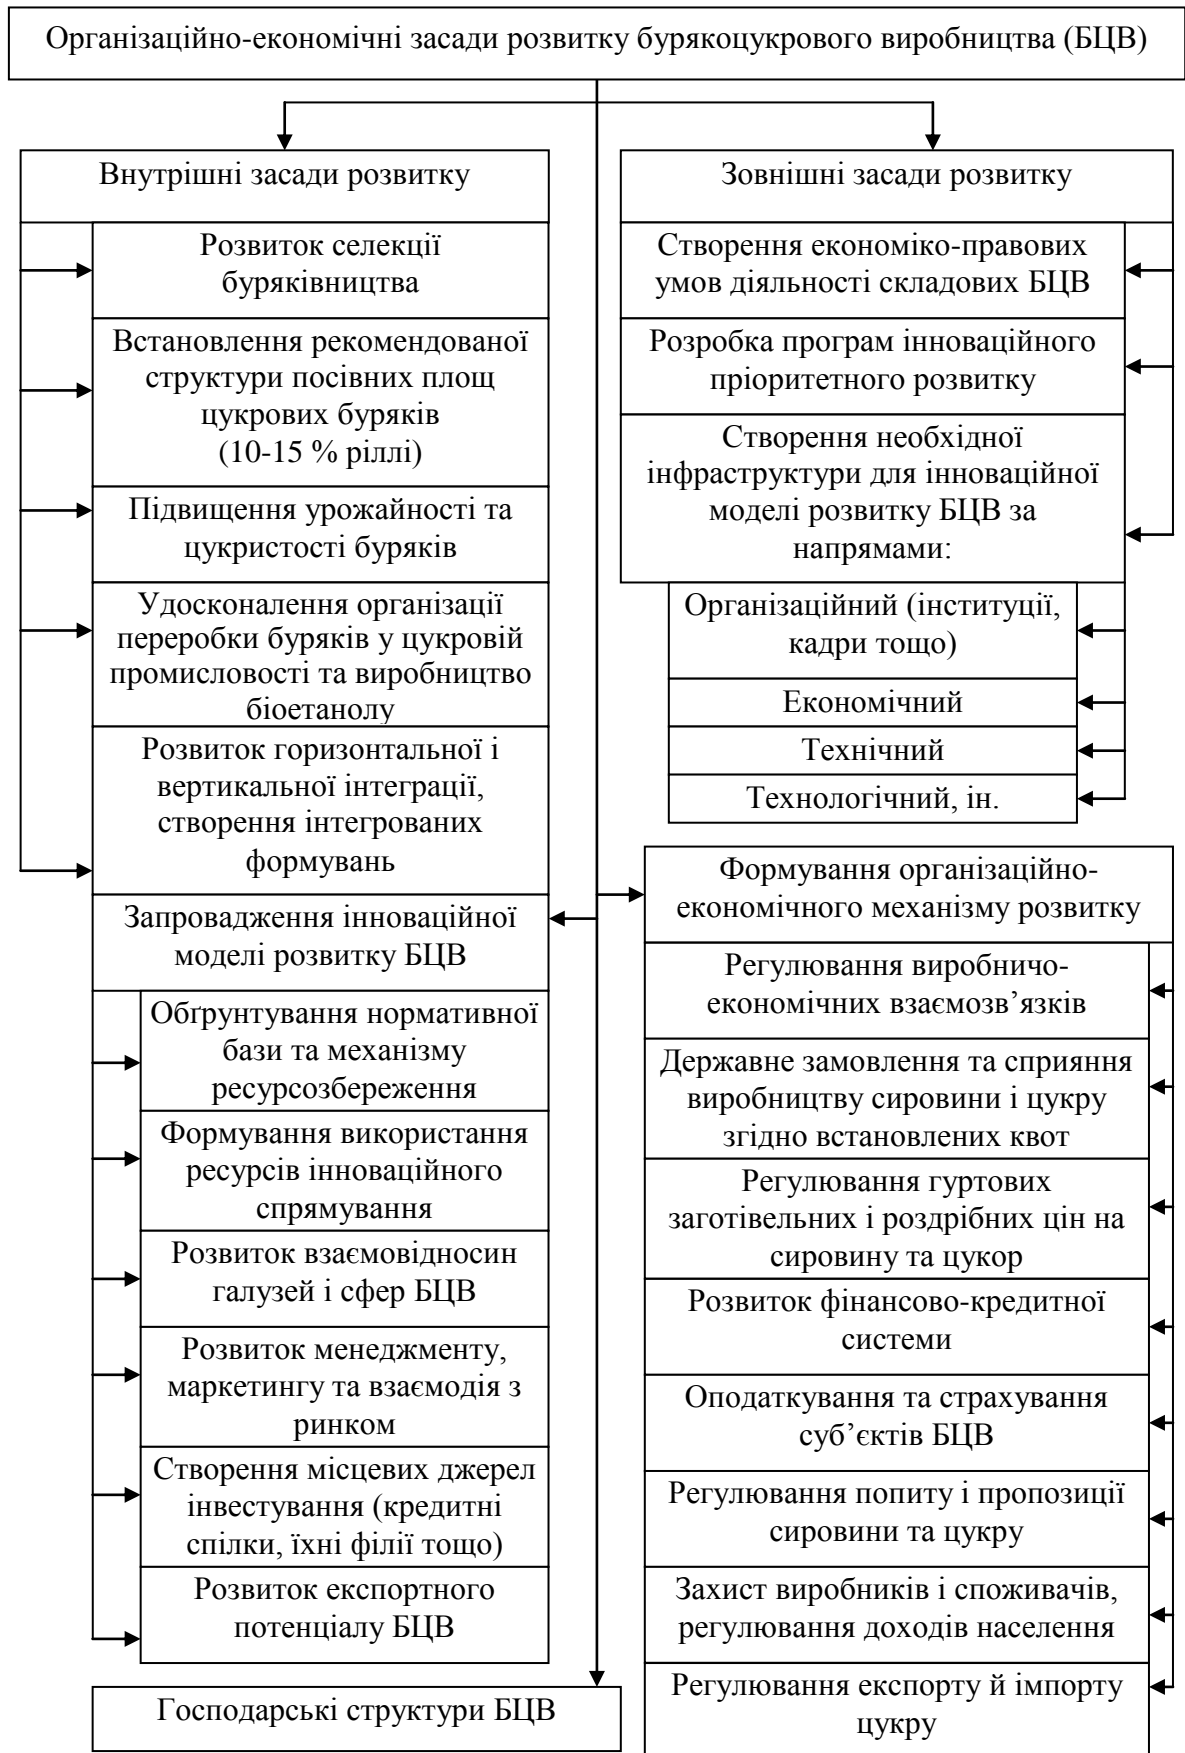 Організаційно-економічні засади розвитку бурякоцукрового виробництва (БЦВ)
Внутрішні засади розвитку
Розвиток селекції
буряківництва
Встановлення рекомендованої
структури посівних площ
цукрових буряків
(10-15 % ріллі)
Підвищення урожайності та
цукристості буряків
Удосконалення організації
переробки буряків у цукровій
промисловості та виробництво
біоетанолу
Розвиток горизонтальної і
вертикальної інтеграції,
створення інтегрованих
формувань
Запровадження інноваційної
моделі розвитку БЦВ
Обґрунтування нормативної
бази та механізму
ресурсозбереження
Формування використання
ресурсів інноваційного
спрямування
Розвиток взаємовідносин
галузей і сфер БЦВ
Розвиток менеджменту,
маркетингу та взаємодія з
ринком
Створення місцевих джерел
інвестування (кредитні
спілки, їхні філії тощо)
Розвиток експортного
потенціалу БЦВ
Господарські структури БЦВ
Зовнішні засади розвитку
Створення економіко-правових
умов діяльності складових БЦВ
Розробка програм інноваційного
пріоритетного розвитку
Створення необхідної
інфраструктури для інноваційної
моделі розвитку БЦВ за
напрямами:
Організаційний (інституції,
кадри тощо)
Економічний
Технічний
Технологічний, ін.
Формування організаційно-
економічного механізму розвитку
Регулювання виробничо-
економічних взаємозв’язків
Державне замовлення та сприяння
виробництву сировини і цукру
згідно встановлених квот
Регулювання гуртових
заготівельних і роздрібних цін на
сировину та цукор
Розвиток фінансово-кредитної
системи
Оподаткування та страхування
суб’єктів БЦВ
Регулювання попиту і пропозиції
сировини та цукру
Захист виробників і споживачів,
регулювання доходів населення
Регулювання експорту й імпорту
цукру